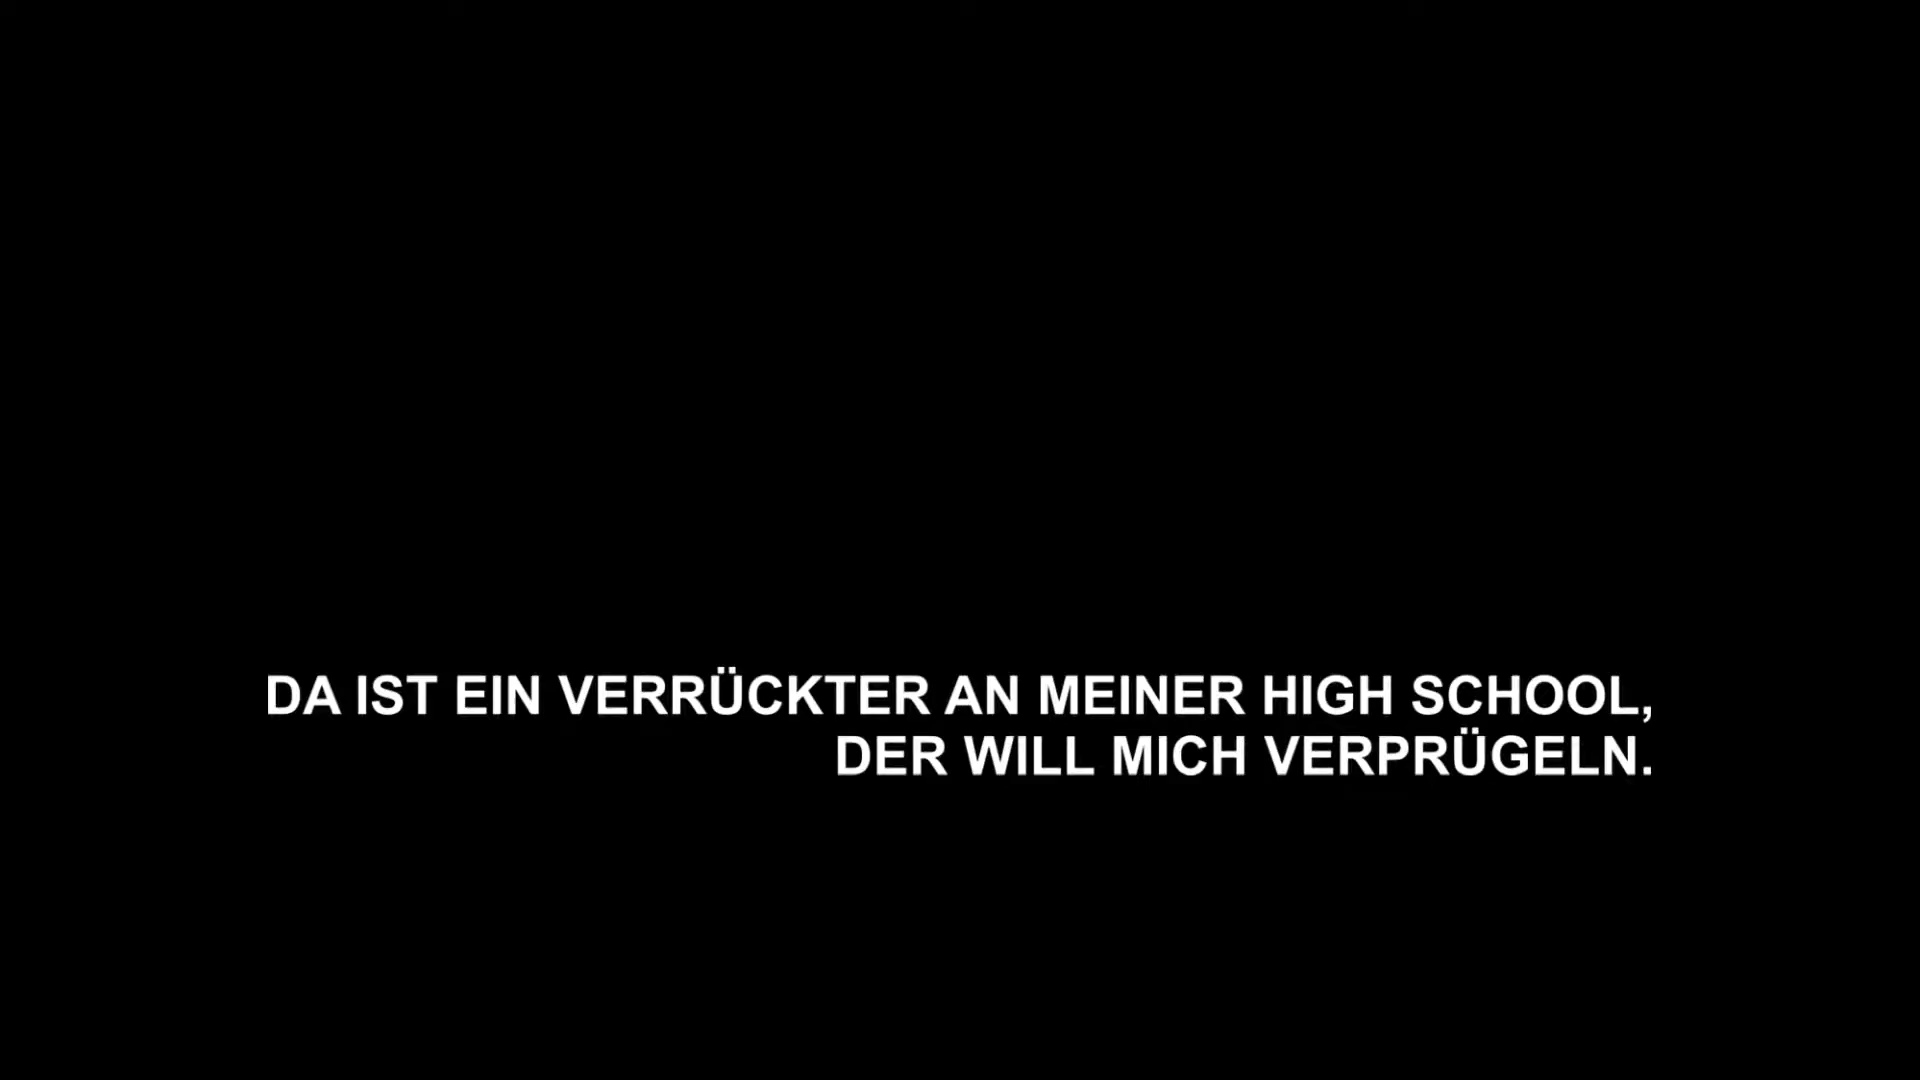 DA IST EIN VERRÜCKTER AN MEINER HIGH SCHOOL,
DER WILL MICH VERPRÜGELN.